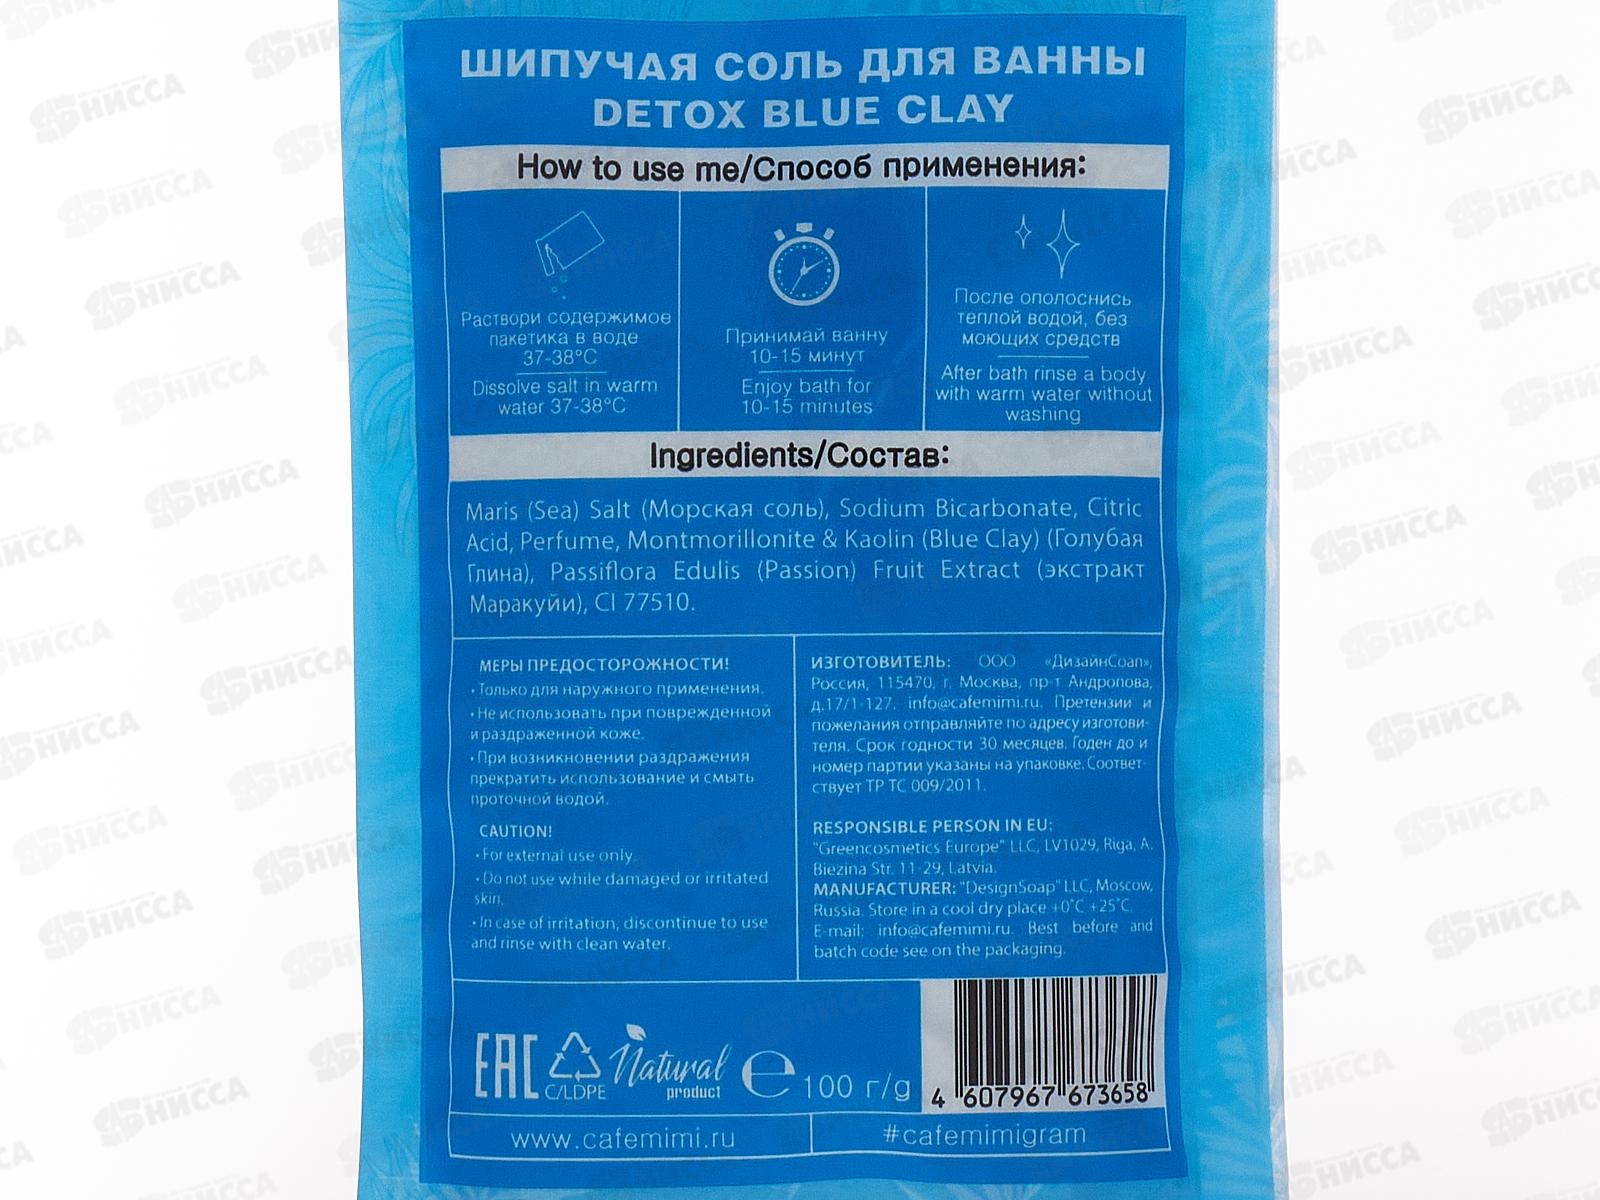 ШИПУЧАЯ СОЛЬ ДЛЯ ВАННЫ
DETOX BLUE CLAY
How to use me/Способ применения:
Раствори содержимое
пакетика в воде
37-38°C
Dissolve salt in warm
water 37-38°C
Принимай ванну
10-15 минут
Enjoy bath for
10-15 minutes
После ополоснись
теплой водой, без
моющих средств
After bath rinse a body
with warm water without
washing
Ingredients/Состав:
Maris (Sea) Salt (Морская соль), Sodium Bicarbonate, Citric
Acid, Perfume, Montmorillonite & Kaolin (Blue Clay) (Голубая
Глина), Passiflora Edulis (Passion) Fruit Extract (экстракт
Маракуйи), CI 77510.
МЕРЫ ПРЕДОСТОРОЖНОСТИ!
• Только для наружного применения.
• Не использовать при поврежденной
и раздраженной коже.
• При возникновении раздражения
прекратить использование и смыть
проточной водой.
CAUTION!
• For external use only.
• Do not use while damaged or irritated
skin.
• In case of irritation, discontinue to use
and rinse with clean water.
ИЗГОТОВИТЕЛЬ: ООО «ДизайнСоап»,
Россия, 115470, г. Москва, пр-т Андропова,
д.17/1-127. info@cafemimi.ru. Претензии и
пожелания отправляйте по адресу изготови-
теля. Срок годности 30 месяцев. Годен до и
номер партии указаны на упаковке. Соответ-
ствует ТР ТС 009/2011.
RESPONSIBLE PERSON IN EU:
"Greencosmetics Europe" LLC, LV1029, Riga, A.
Biezina Str. 11-29, Latvia.
MANUFACTURER: "DesignSoap" LLC, Moscow,
Russia. Store in a cool dry place +0°C +25°C.
E-mail: info@cafemimi.ru. Best before and
batch code see on the packaging.
EAC
C/LDPE
Natural
product
℮ 100 г/g
4 607967 673658
www.cafemimi.ru
#cafemimigram
НИССА